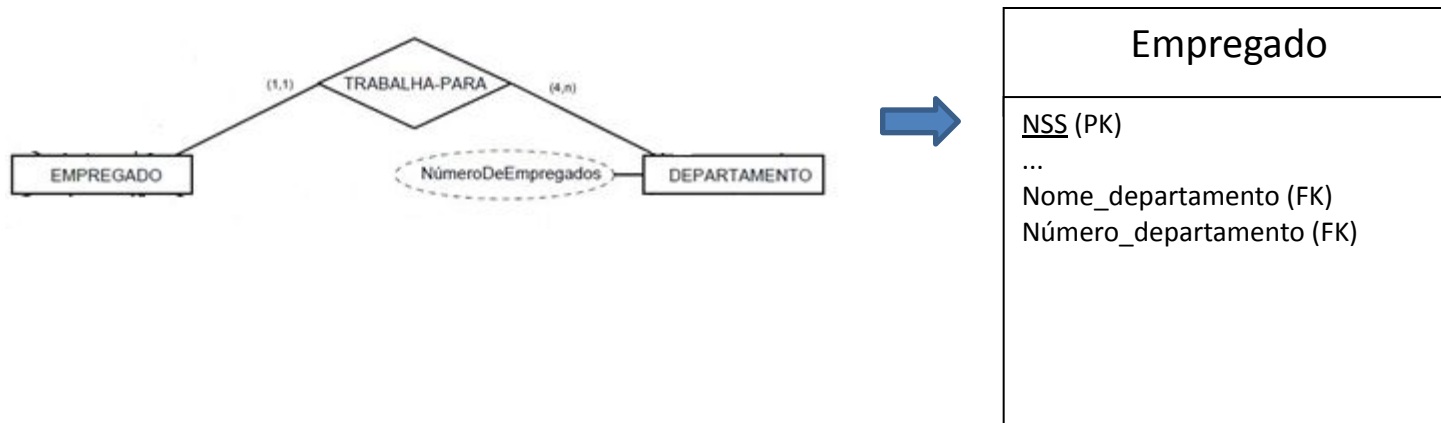 (1,1)
TRABALHA-PARA
(4,n)
EMPREGADO
NúmeroDeEmpregados
DEPARTAMENTO
Empregado
NSS (PK)
...
Nome_departamento (FK)
Número_departamento (FK)